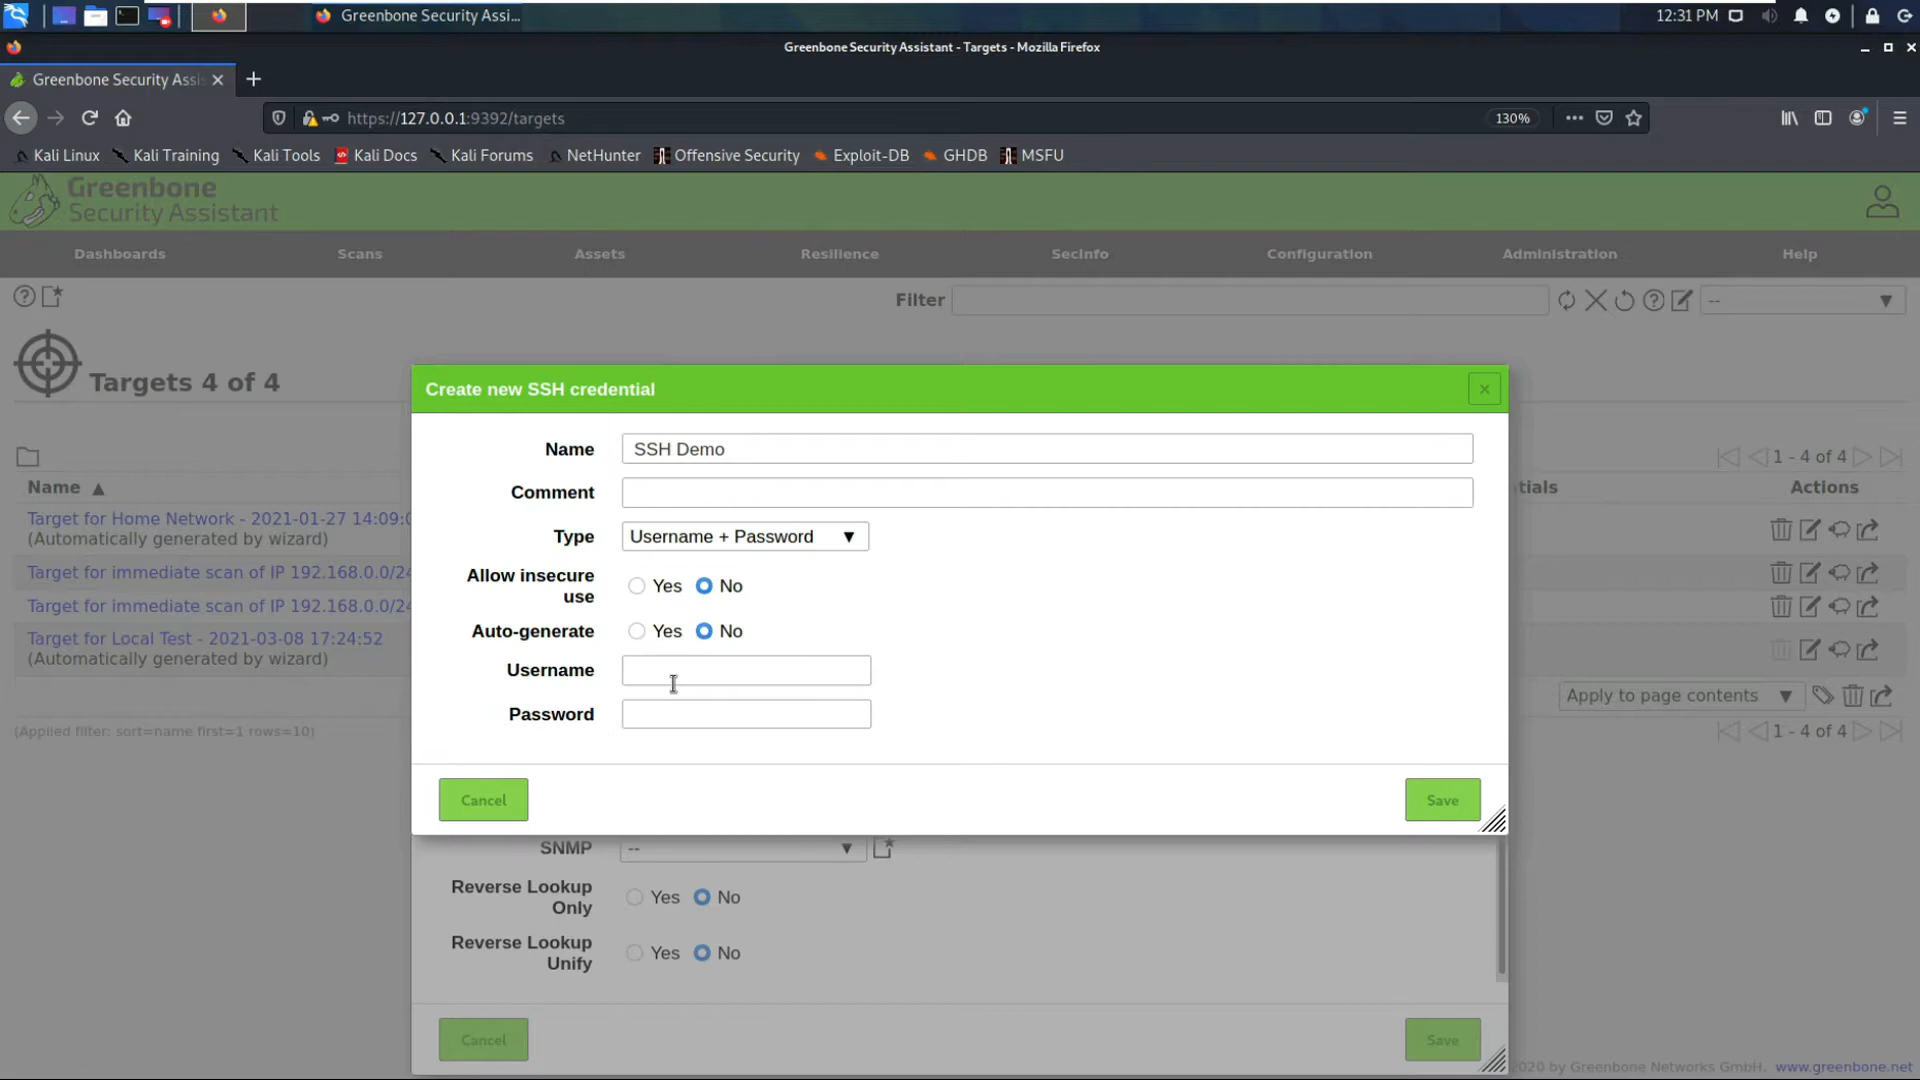 Greenbone Security Assi...
12:31 PM
Greenbone Security Assistant - Targets - Mozilla Firefox
Greenbone Security Assi
https://127.0.0.1:9392/targets
130%
Kali Linux Kali Training Kali Tools Kali Docs Kali Forums NetHunter Offensive Security Exploit-DB GHDB MSFU
Greenbone
Security Assistant
Dashboards Scans Assets Resilience SecInfo Configuration Administration Help
Filter
--
Targets 4 of 4
Create new SSH credential
Name SSH Demo
Comment
Type Username + Password
Allow insecure
use
Yes No
Auto-generate Yes No
Username
Password
Cancel Save
1 - 4 of 4
Name
tials
Actions
Target for Home Network - 2021-01-27 14:09:0
(Automatically generated by wizard)
Target for immediate scan of IP 192.168.0.0/24
Target for immediate scan of IP 192.168.0.0/24
Target for Local Test - 2021-03-08 17:24:52
(Automatically generated by wizard)
Apply to page contents
(Applied filter: sort=name first=1 rows=10)
1 - 4 of 4
SNMP --
Reverse Lookup
Only
Yes No
Reverse Lookup
Unify
Yes No
Cancel Save
2020 by Greenbone Networks GmbH. www.greenbone.net